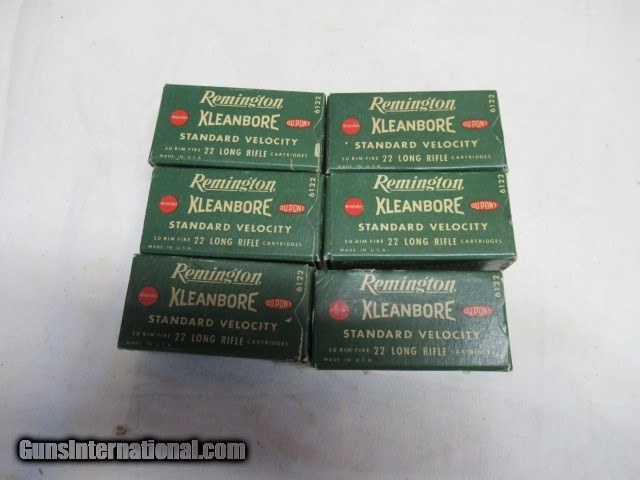 Remington
6122
KLEANBORE
DU PONT
STANDARD VELOCITY
50 RIM FIRE 22 LONG RIFLE CARTRIDGES
MADE IN U.S.A.
Remington
6122
KLEANBORE
DU PONT
STANDARD VELOCITY
50 RIM FIRE 22 LONG RIFLE CARTRIDGES
MADE IN U.S.A.
Remington
6122
KLEANBORE
DU PONT
STANDARD VELOCITY
50 RIM FIRE 22 LONG RIFLE CARTRIDGES
MADE IN U.S.A.
Remington
6122
KLEANBORE
DU PONT
STANDARD VELOCITY
50 RIM FIRE 22 LONG RIFLE CARTRIDGES
MADE IN U.S.A.
Remington
6122
KLEANBORE
DU PONT
STANDARD VELOCITY
50 RIM FIRE 22 LONG RIFLE CARTRIDGES
MADE IN U.S.A.
Remington
6122
KLEANBORE
DU PONT
STANDARD VELOCITY
50 RIM FIRE 22 LONG RIFLE CARTRIDGES
MADE IN U.S.A.
GunsInternational.com